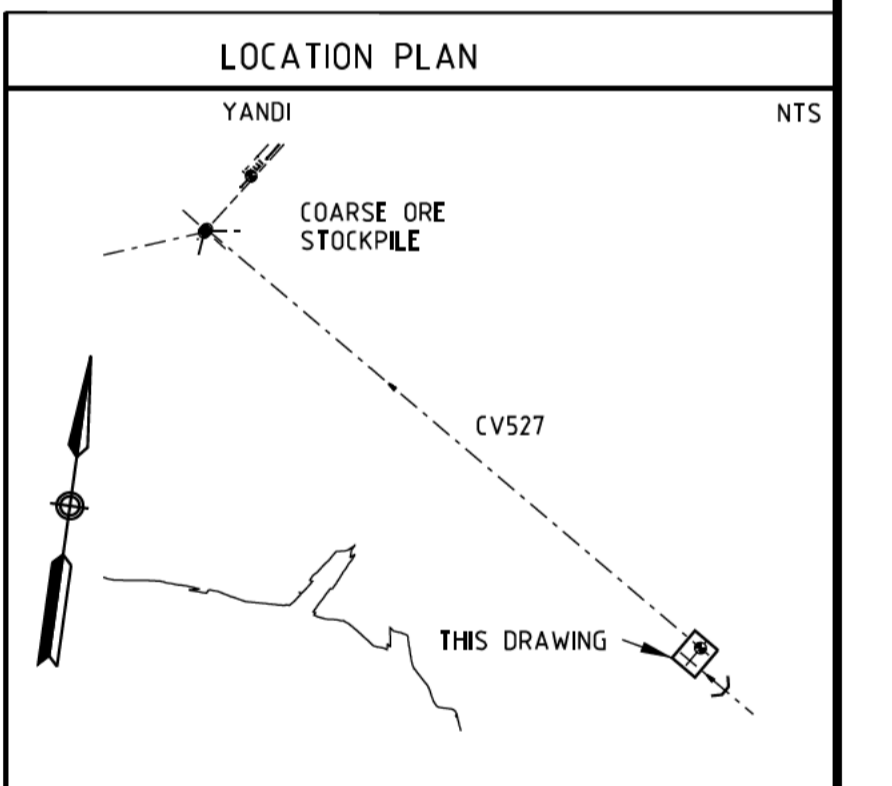 LOCATION PLAN
YANDI
NTS
COARSE ORE
STOCKPILE
CV527
THIS DRAWING